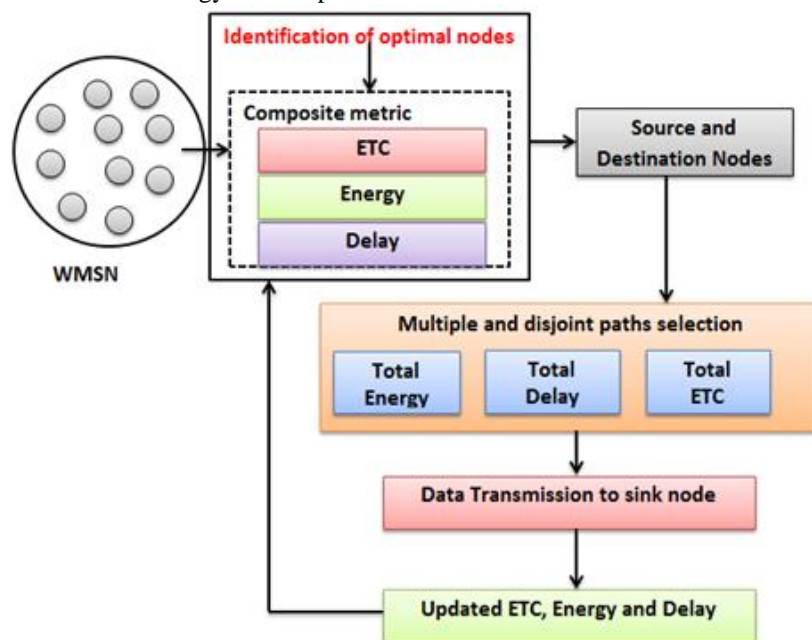 Identification of optimal nodes
Composite metric
ETC
Energy
Delay
WMSN
Source and
Destination Nodes
Multiple and disjoint paths selection
Total
Energy
Total
Delay
Total
ETC
Data Transmission to sink node
Updated ETC, Energy and Delay